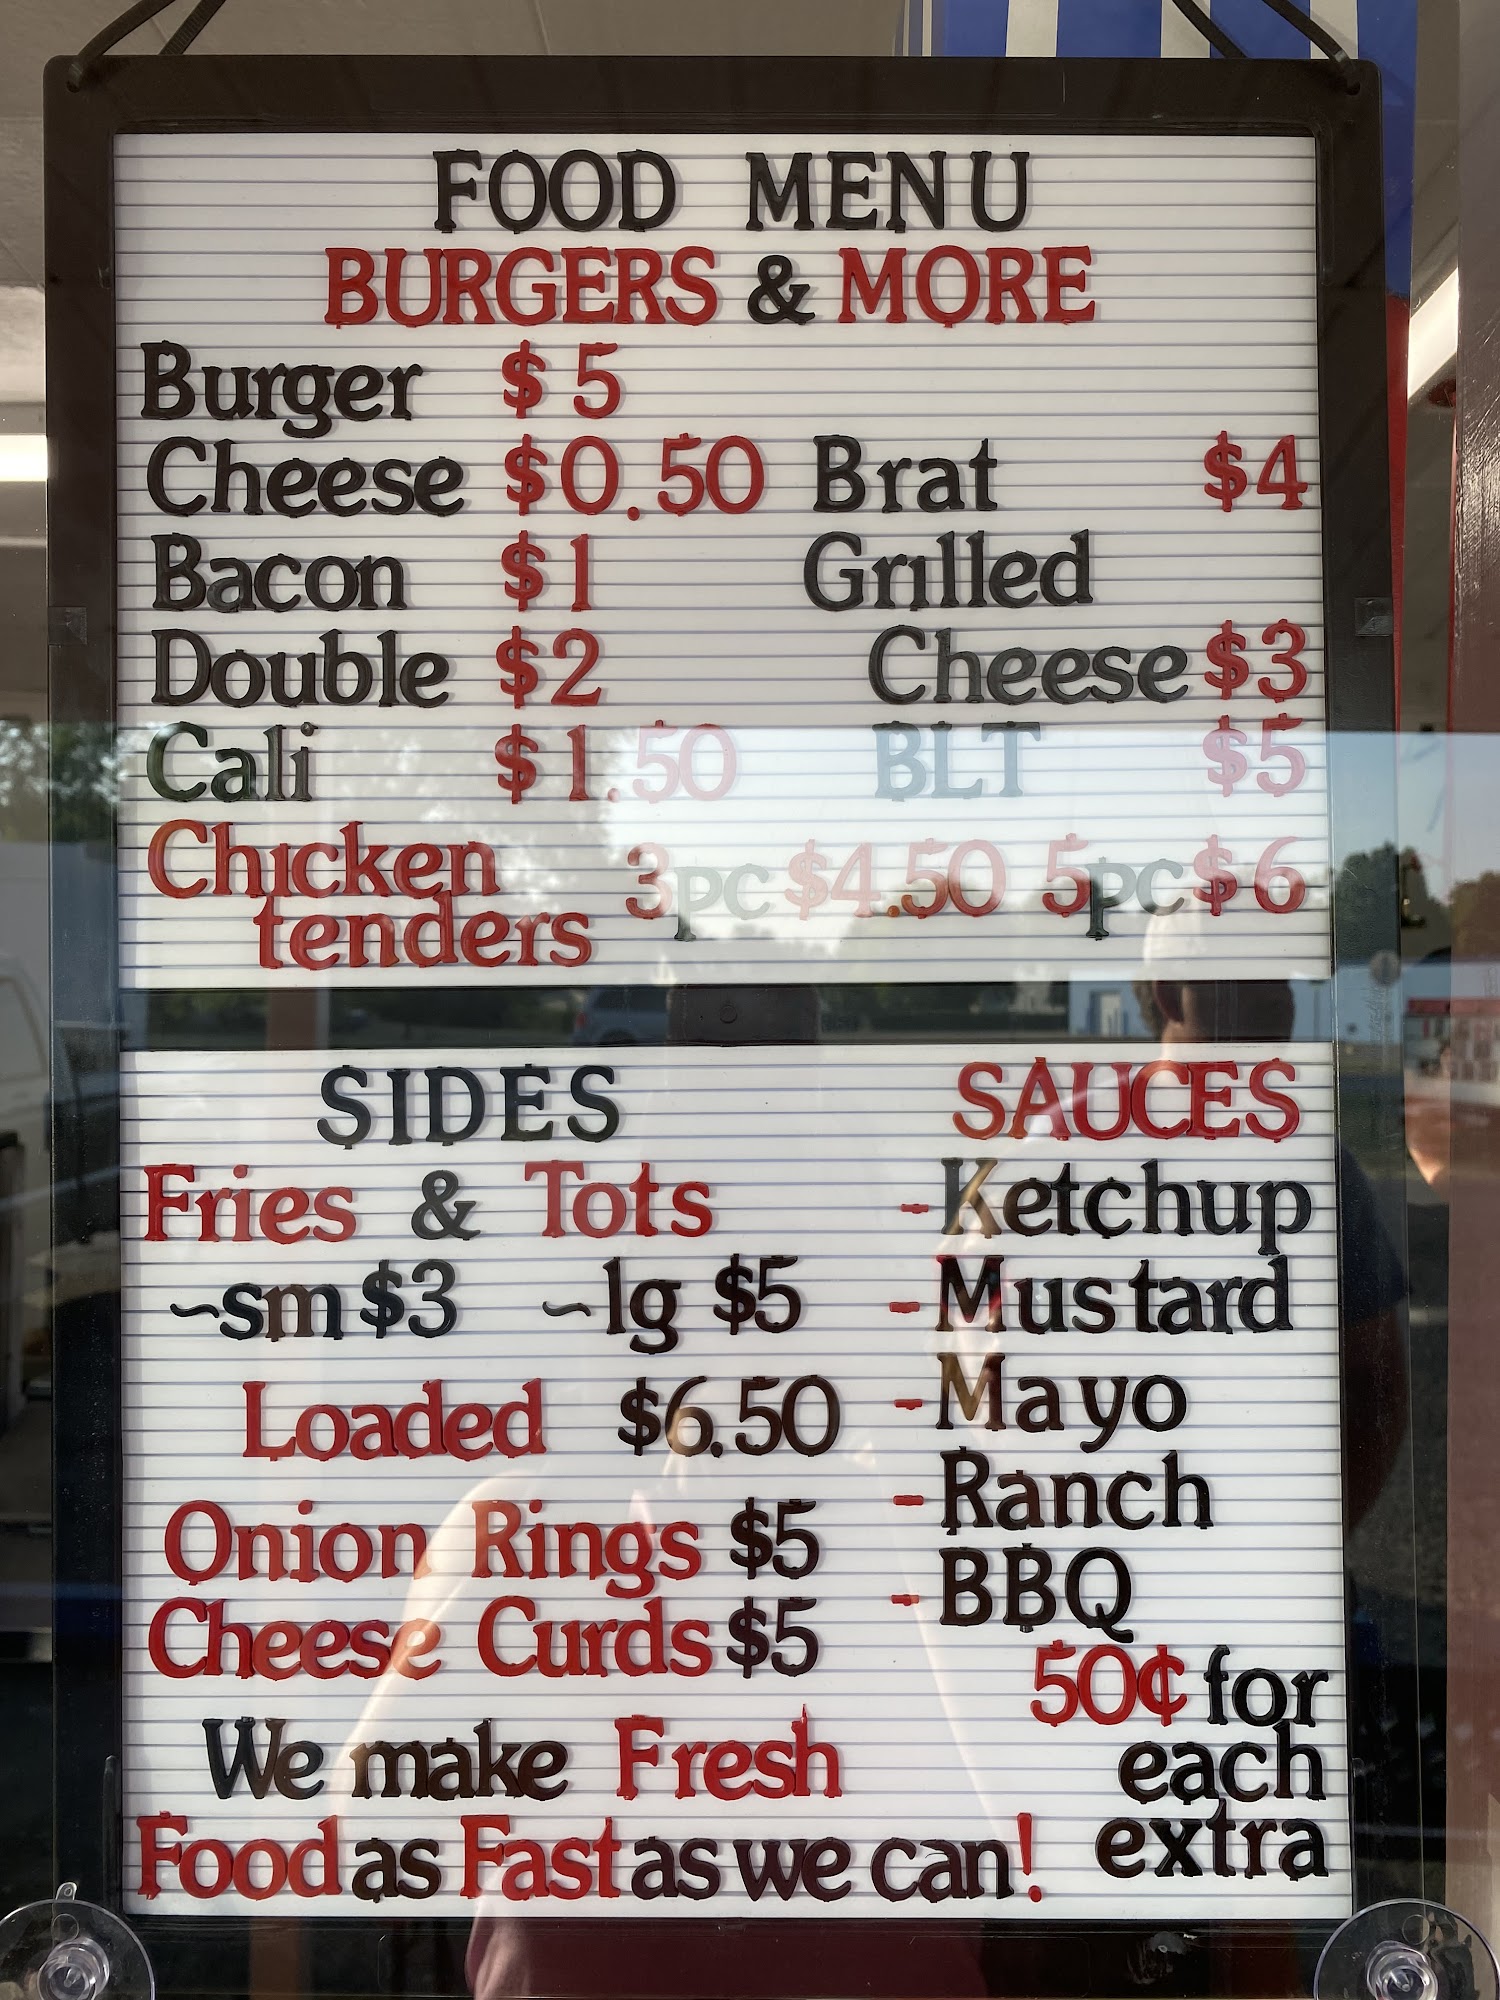 FOOD MENU
BURGERS & MORE
Burger $5
Cheese $0.50
Bacon $1
Double $2
Cali $1.50
Brat $4
Grilled
Cheese $3
BLT $5
Chicken
tenders
3pc $4.50 5pc $6
SIDES
Fries & Tots
~sm $3 ~lg $5
Loaded $6.50
Onion Rings $5
Cheese Curds $5
We make Fresh
Food as Fast as we can!
SAUCES
-Ketchup
-Mustard
-Mayo
-Ranch
-BBQ
50¢ for
each
extra